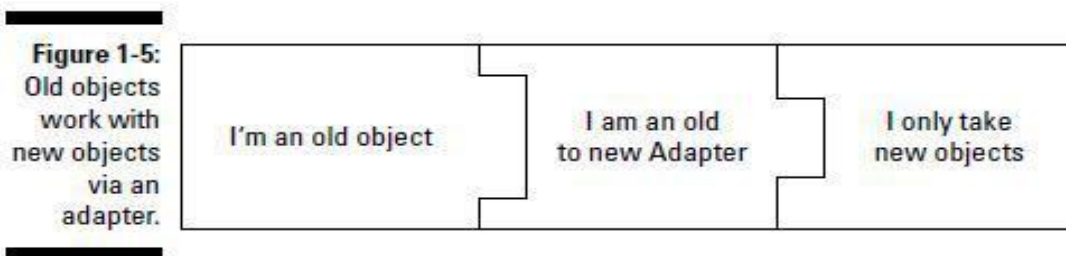 Figure 1-5:
Old objects
work with
new objects
via an
adapter.
I'm an old object
I am an old
to new Adapter
I only take
new objects